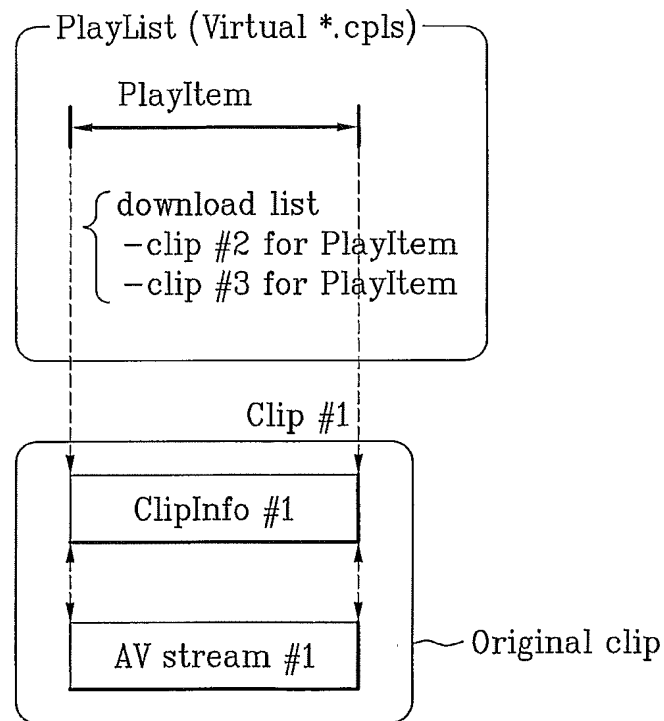 PlayList (Virtual *.cpls)
PlayItem
download list
-clip #2 for PlayItem
-clip #3 for PlayItem
Clip #1
ClipInfo #1
AV stream #1
Original clip